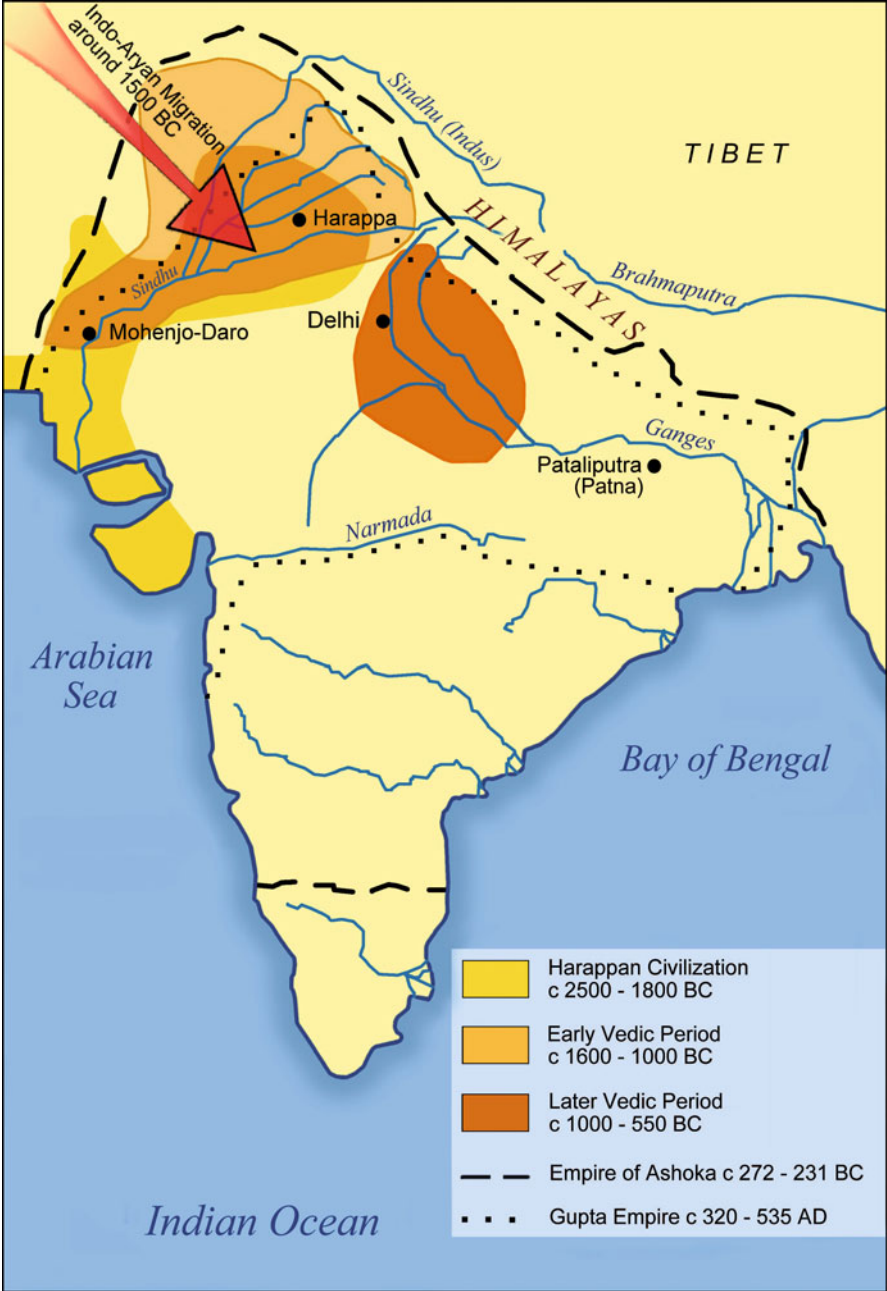 Indo-Aryan Migration
around 1500 BC
Sindhu (Indus)
TIBET
HIMALAYAS
Harappa
Sindhu
Brahmaputra
Mohenjo-Daro
Delhi
Ganges
Pataliputra
(Patna)
Narmada
Arabian
Sea
Bay of Bengal
Harappan Civilization
c 2500 - 1800 BC
Early Vedic Period
c 1600 - 1000 BC
Later Vedic Period
c 1000 - 550 BC
Empire of Ashoka c 272 - 231 BC
Gupta Empire c 320 - 535 AD
Indian Ocean